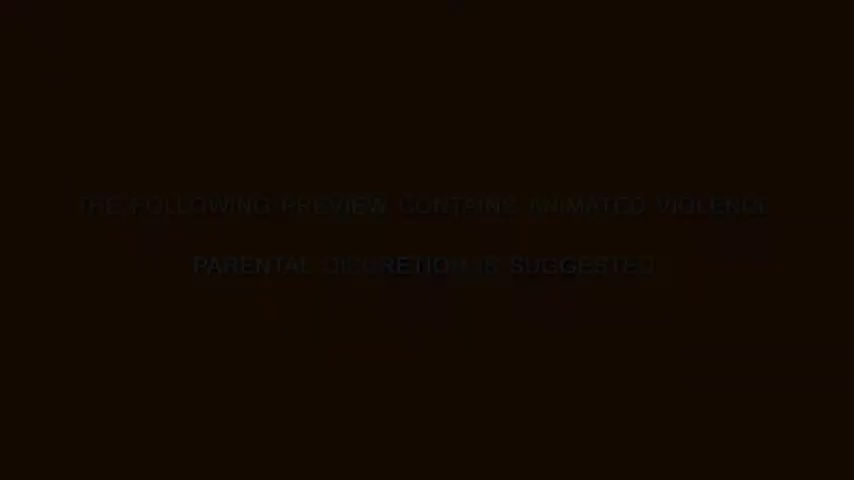 THE FOLLOWING PREVIEW CONTAINS ANIMATED VIOLENCE
PARENTAL DISCRETION IS SUGGESTED